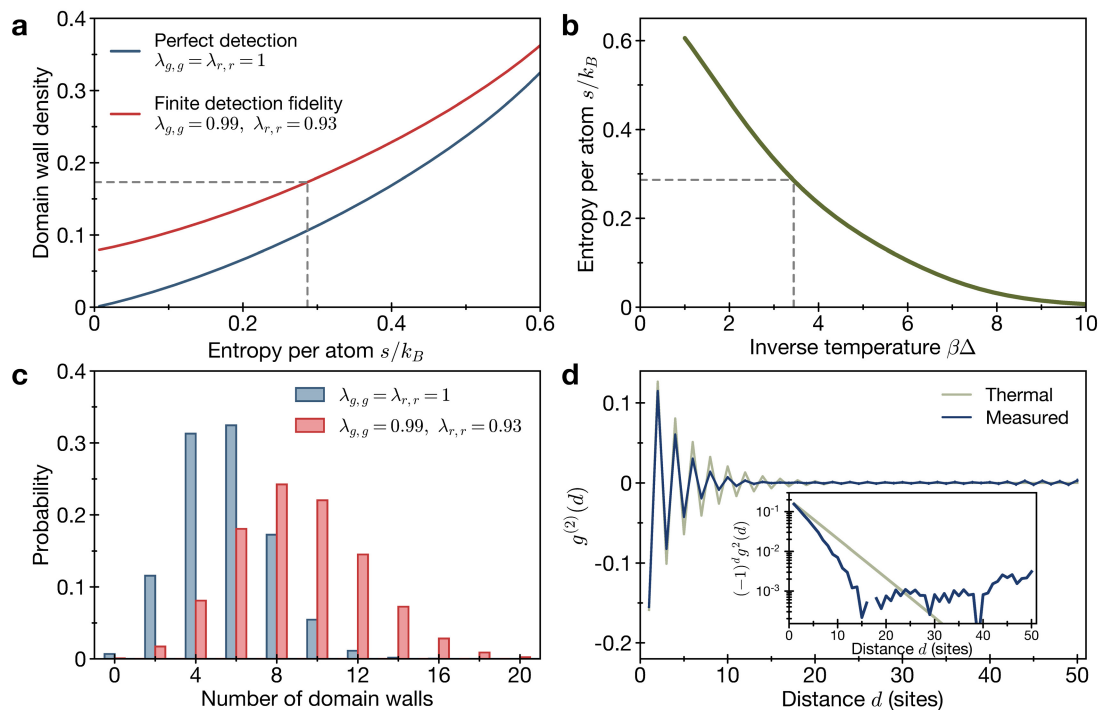 a
0.4
0.3
0.2
0.1
0
Domain wall density
Perfect detection
λg,g = λr,r = 1
Finite detection fidelity
λg,g = 0.99, λr,r = 0.93
0 0.2 0.4 0.6
Entropy per atom s/kB
b
0.6
0.4
0.2
0
Entropy per atom s/kB
0 2 4 6 8 10
Inverse temperature βΔ
c
0.4
0.3
0.2
0.1
0
Probability
λg,g = λr,r = 1
λg,g = 0.99, λr,r = 0.93
0 4 8 12 16 20
Number of domain walls
d
0.1
0
-0.1
-0.2
g(2)(d)
Thermal
Measured
10-1
10-2
10-3
(−1)d g2(d)
0 10 20 30 40 50
Distance d (sites)
0 10 20 30 40 50
Distance d (sites)